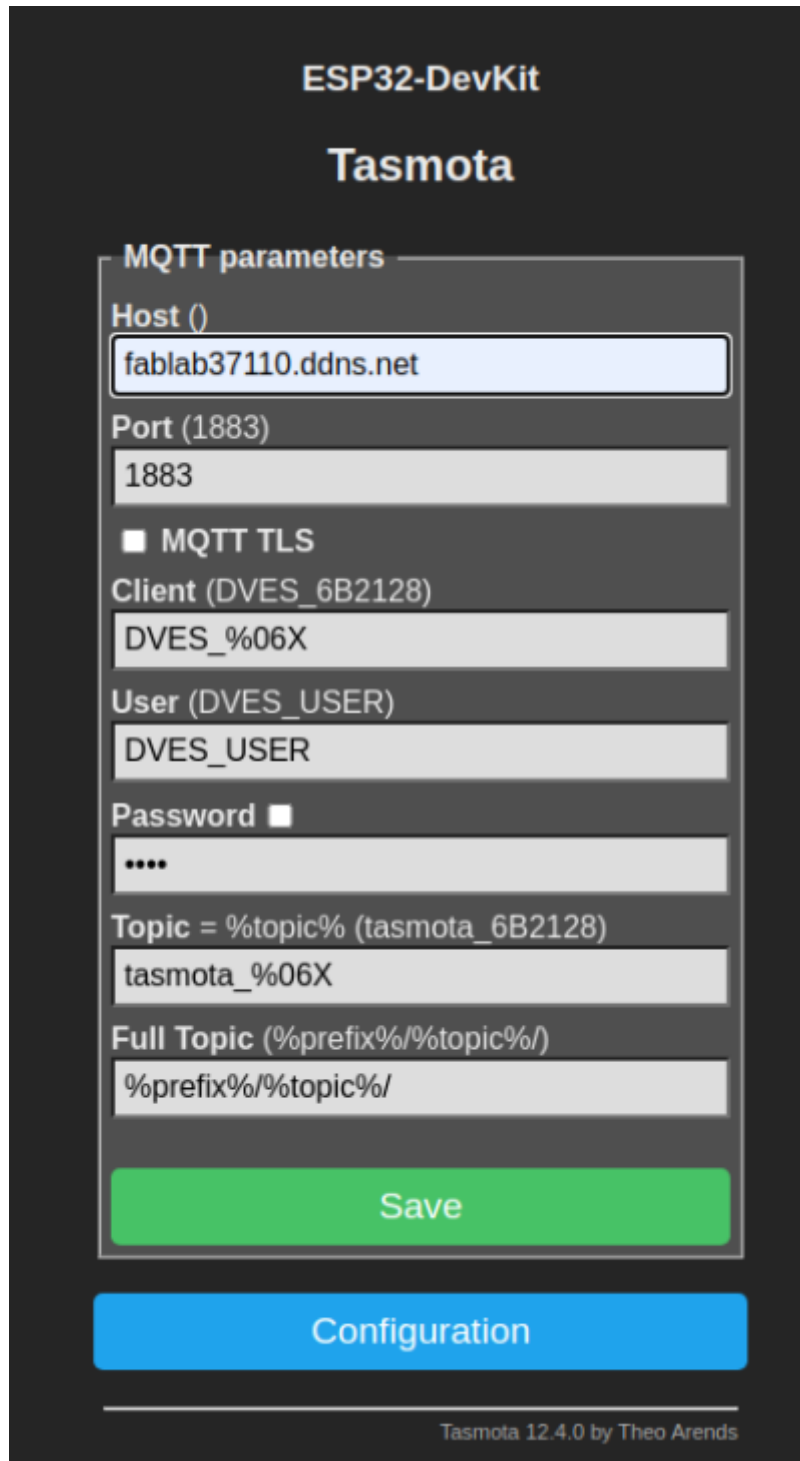 ESP32-DevKit
Tasmota
MQTT parameters
Host ()
fablab37110.ddns.net
Port (1883)
1883
MQTT TLS
Client (DVES_6B2128)
DVES_%06X
User (DVES_USER)
DVES_USER
Password
••••
Topic = %topic% (tasmota_6B2128)
tasmota_%06X
Full Topic (%prefix%/%topic%/)
%prefix%/%topic%/
Save
Configuration
Tasmota 12.4.0 by Theo Arends